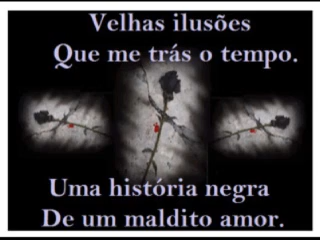 Velhas ilusões
Que me trás o tempo.
Uma história negra
De um maldito amor.